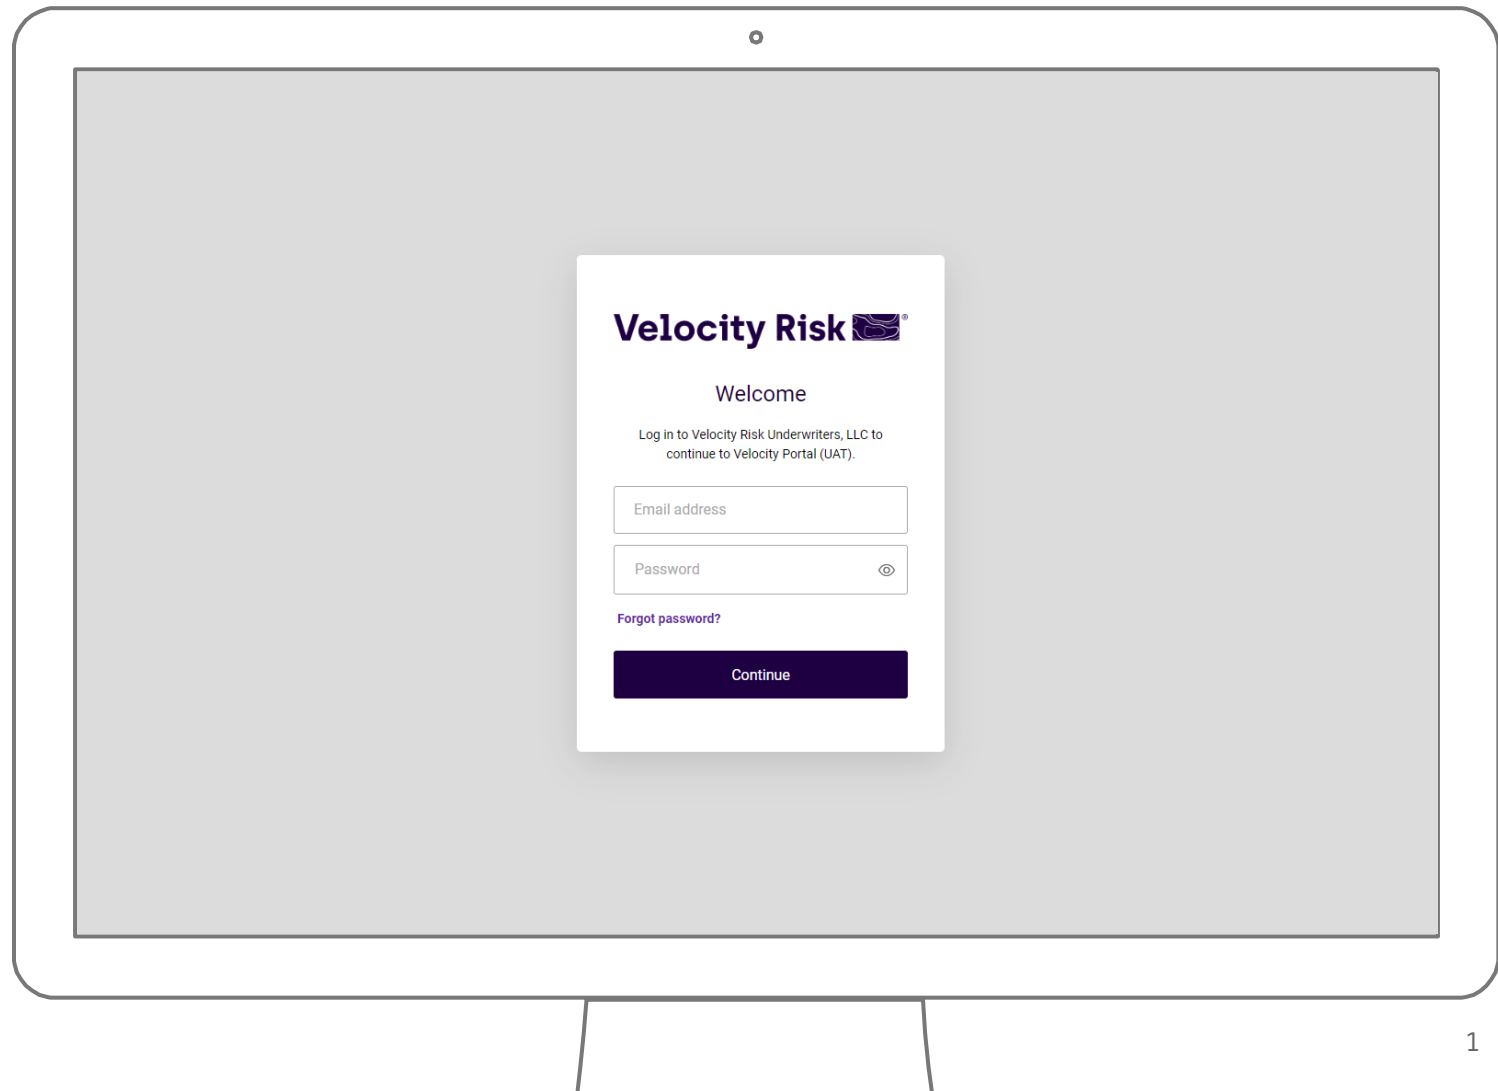 Velocity Risk ®
Welcome
Log in to Velocity Risk Underwriters, LLC to
continue to Velocity Portal (UAT).
Email address
Password
Forgot password?
Continue
1